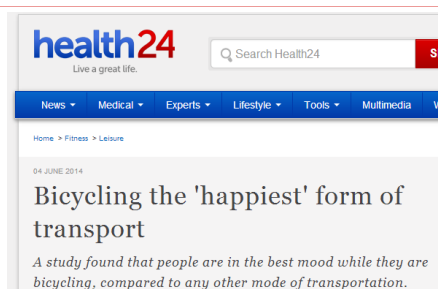 health24
Live a great life.
Search Health24
News
Medical
Experts
Lifestyle
Tools
Multimedia
Home > Fitness > Leisure
04 JUNE 2014
Bicycling the 'happiest' form of
transport
A study found that people are in the best mood while they are
bicycling, compared to any other mode of transportation.